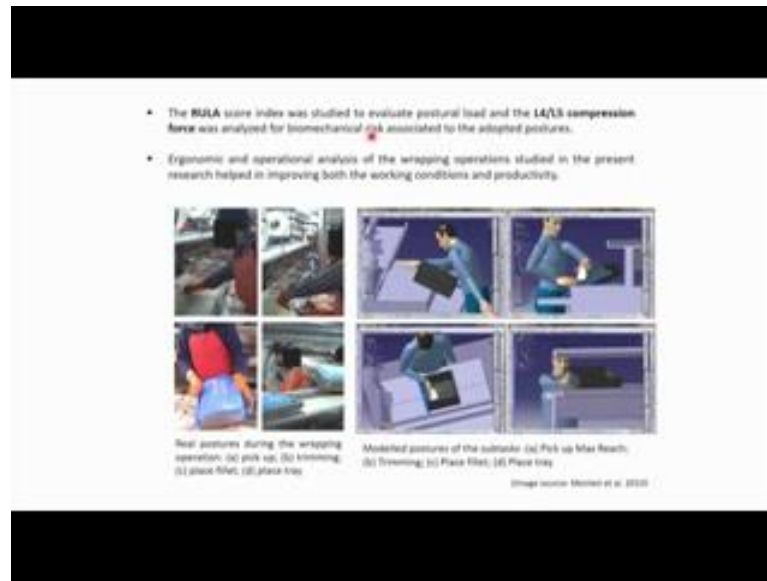 The RULA score index was studied to evaluate postural load and the L4/L5 compression
force was analyzed for biomechanical risk associated to the adopted postures.
Ergonomic and operational analysis of the wrapping operations studied in the present
research helped in improving both the working conditions and productivity.
Real postures during the wrapping
operation: (a) pick up; (b) trimming;
(c) place fillet; (d) place tray
Modelled postures of the subtasks: (a) Pick up Max Reach;
(b) Trimming; (c) Place fillet; (d) Place tray
(Image source: et al.